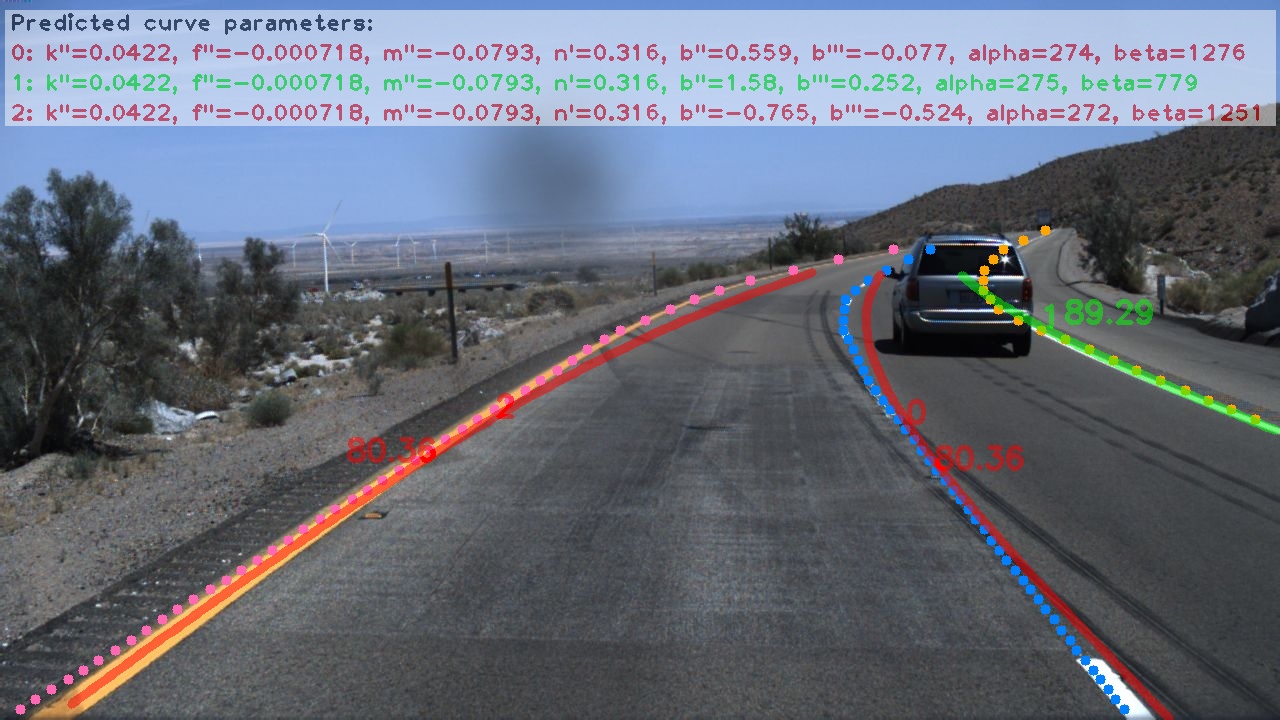 Predicted curve parameters:
0: k''=0.0422, f''=−0.000718, m''=−0.0793, n'=0.316, b''=0.559, b'''=−0.077, alpha=274, beta=1276
1: k''=0.0422, f''=−0.000718, m''=−0.0793, n'=0.316, b''=1.58, b'''=0.252, alpha=275, beta=779
2: k''=0.0422, f''=−0.000718, m''=−0.0793, n'=0.316, b''=−0.765, b'''=−0.524, alpha=272, beta=1251
1 89.29
2
0
80.36
80.36